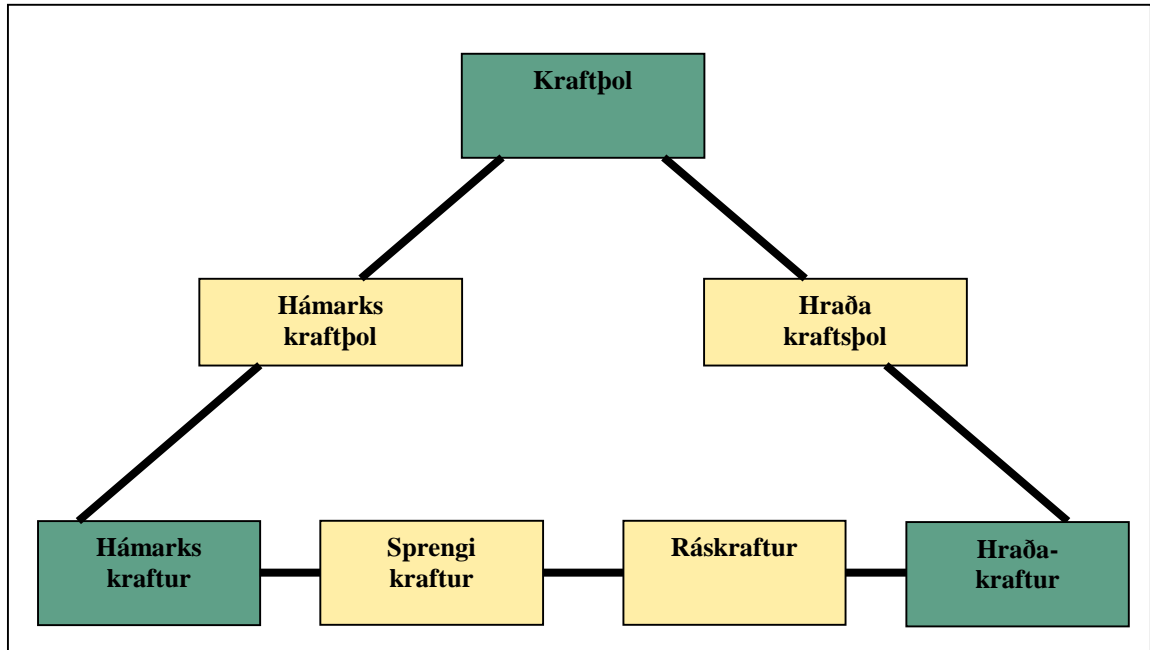 Kraftþol
Hámarks
kraftþol
Hraða
kraftsþol
Hámarks
kraftur
Sprengi
kraftur
Ráskraftur
Hraða-
kraftur